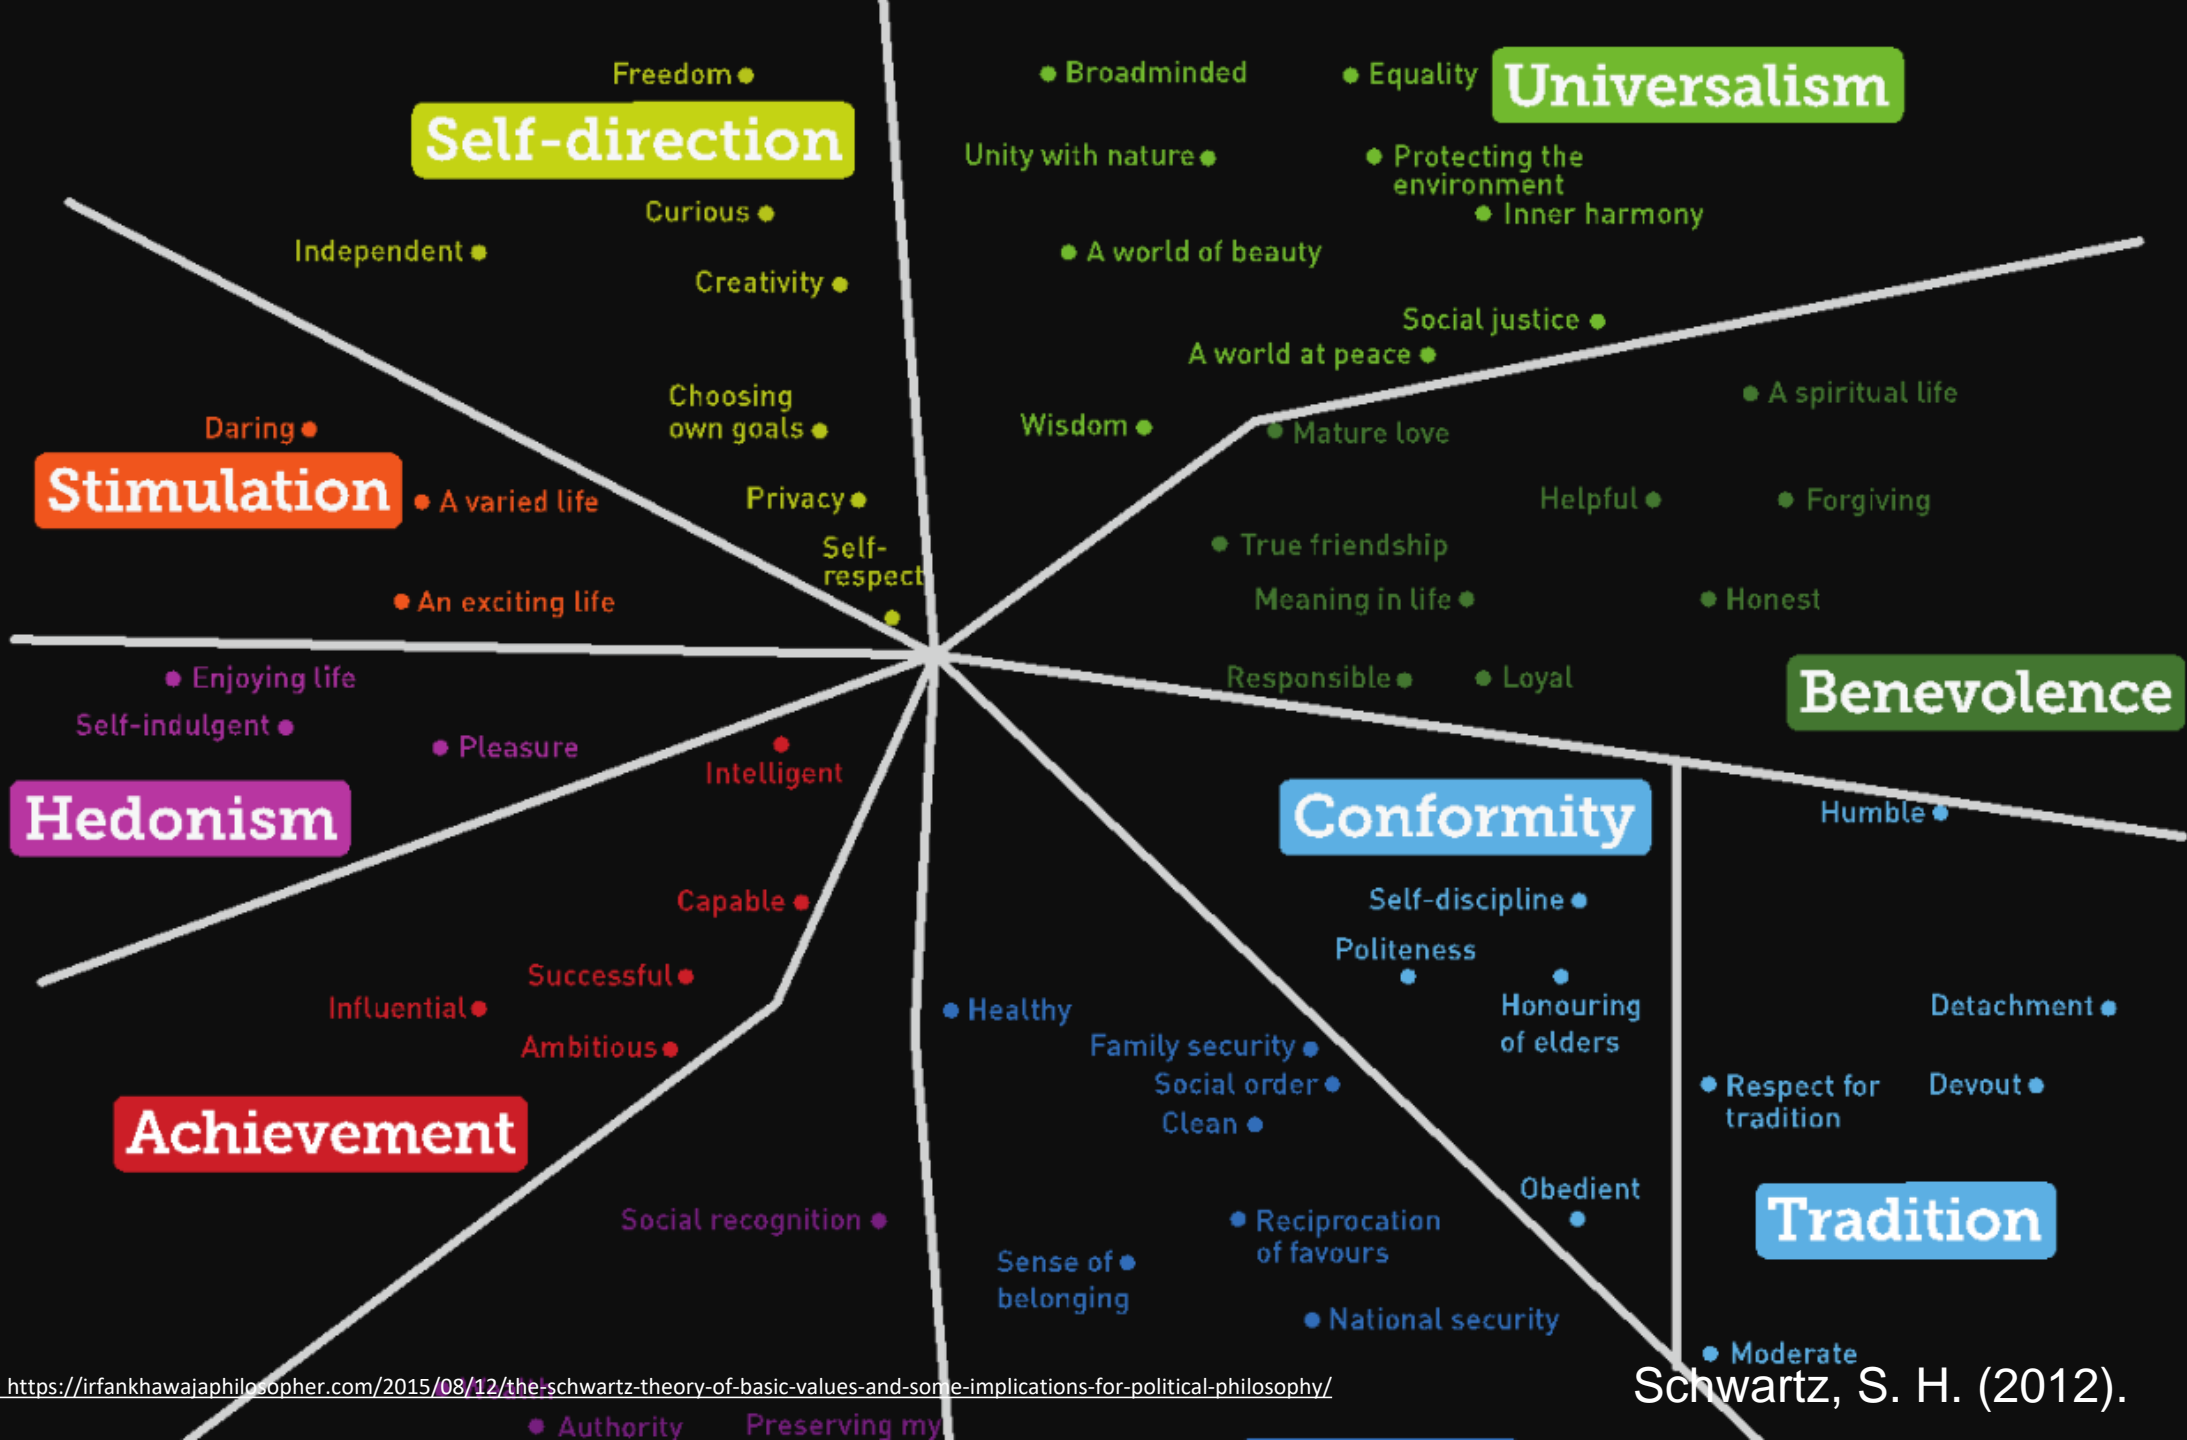 Freedom
Self-direction
Curious
Independent
Creativity
Choosing
own goals
Privacy
Self-
respect
Broadminded
Equality
Universalism
Unity with nature
Protecting the
environment
Inner harmony
A world of beauty
Social justice
A world at peace
Wisdom
Daring
Stimulation
A varied life
An exciting life
A spiritual life
Mature love
Helpful
Forgiving
True friendship
Meaning in life
Honest
Responsible
Loyal
Benevolence
Enjoying life
Self-indulgent
Pleasure
Hedonism
Intelligent
Capable
Successful
Influential
Ambitious
Achievement
Conformity
Humble
Self-discipline
Politeness
Honouring
of elders
Obedient
Detachment
Respect for
tradition
Devout
Tradition
Moderate
Healthy
Family security
Social order
Clean
Reciprocation
of favours
Sense of
belonging
National security
Social recognition
https://irfankhawajaphilosopher.com/2015/08/12/the-schwartz-theory-of-basic-values-and-some-implications-for-political-philosophy/
Authority
Preserving my
Schwartz, S. H. (2012).